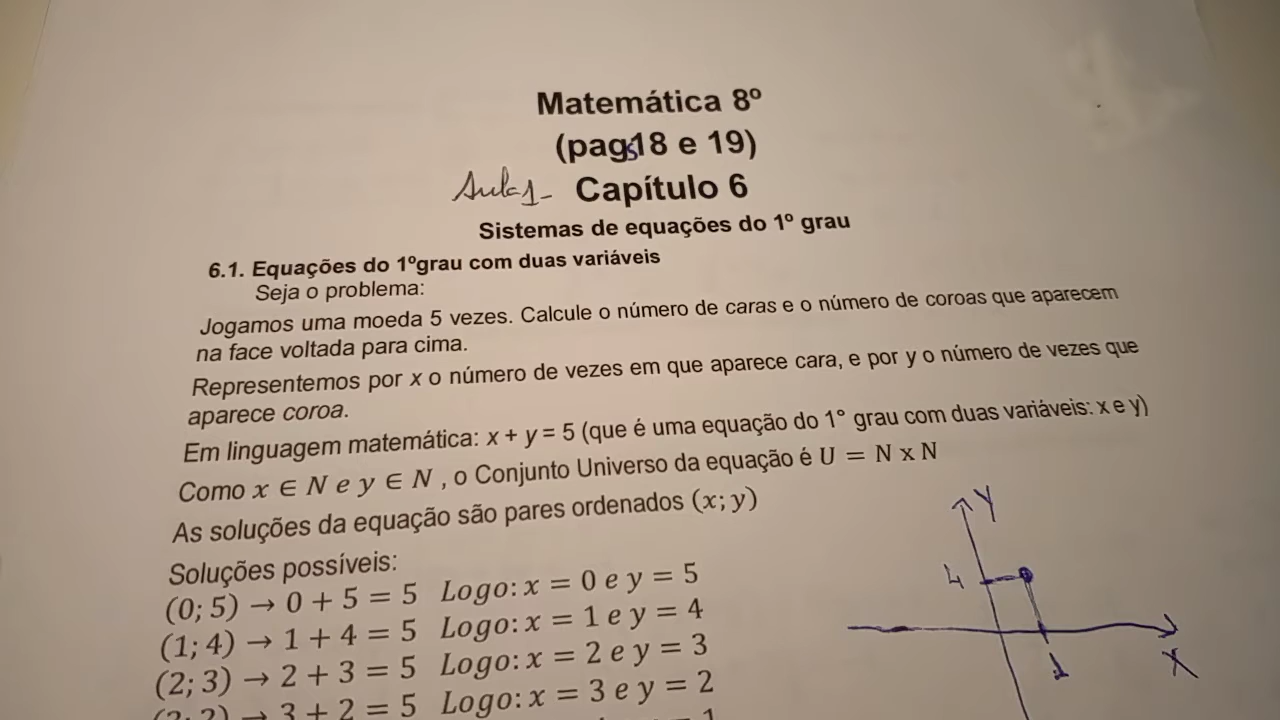 Matemática 8º
(pags18 e 19)
Aula 1- Capítulo 6
Sistemas de equações do 1º grau
6.1. Equações do 1ºgrau com duas variáveis
Seja o problema:
Jogamos uma moeda 5 vezes. Calcule o número de caras e o número de coroas que aparecem
na face voltada para cima.
Representemos por x o número de vezes em que aparece cara, e por y o número de vezes que
aparece coroa.
Em linguagem matemática: x + y = 5 (que é uma equação do 1° grau com duas variáveis: x e y)
Como x ∈ N e y ∈ N , o Conjunto Universo da equação é U = N x N
As soluções da equação são pares ordenados (x; y)
Soluções possíveis:
(0; 5) → 0 + 5 = 5 Logo: x = 0 e y = 5
(1; 4) → 1 + 4 = 5 Logo: x = 1 e y = 4
(2; 3) → 2 + 3 = 5 Logo: x = 2 e y = 3
(3; 2) → 3 + 2 = 5 Logo: x = 3 e y = 2
Y
4
1
X